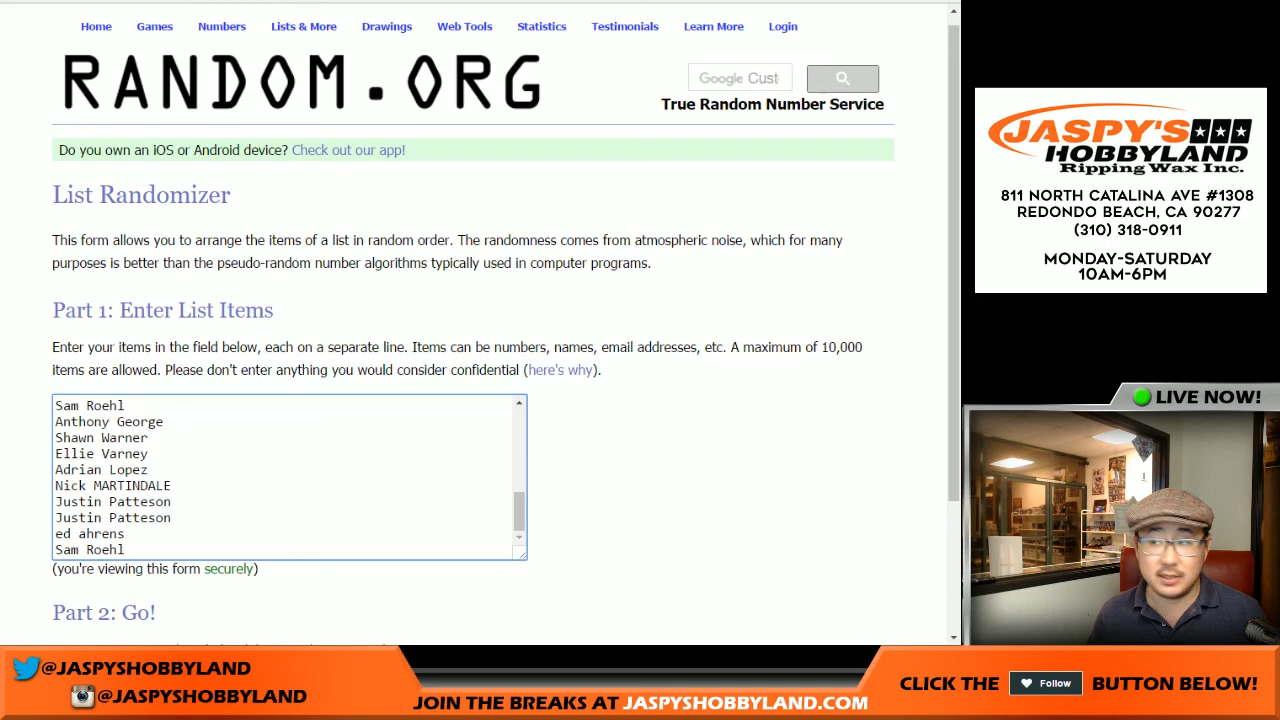 Home Games Numbers Lists & More Drawings Web Tools Statistics Testimonials Learn More Login
RANDOM.ORG
Google Cust
True Random Number Service
Do you own an iOS or Android device? Check out our app!
List Randomizer
This form allows you to arrange the items of a list in random order. The randomness comes from atmospheric noise, which for many
purposes is better than the pseudo-random number algorithms typically used in computer programs.
Part 1: Enter List Items
Enter your items in the field below, each on a separate line. Items can be numbers, names, email addresses, etc. A maximum of 10,000
items are allowed. Please don't enter anything you would consider confidential (here's why).
Sam Roehl
Anthony George
Shawn Warner
Ellie Varney
Adrian Lopez
Nick MARTINDALE
Justin Patteson
Justin Patteson
ed ahrens
Sam Roehl
(you're viewing this form securely)
Part 2: Go!
JASPY'S
HOBBYLAND
Ripping Wax Inc.
811 NORTH CATALINA AVE #1308
REDONDO BEACH, CA 90277
(310) 318-0911
MONDAY-SATURDAY
10AM-6PM
LIVE NOW!
@JASPYSHOBBYLAND
@JASPYSHOBBYLAND
JOIN THE BREAKS AT JASPYSHOBBYLAND.COM
CLICK THE Follow BUTTON BELOW!